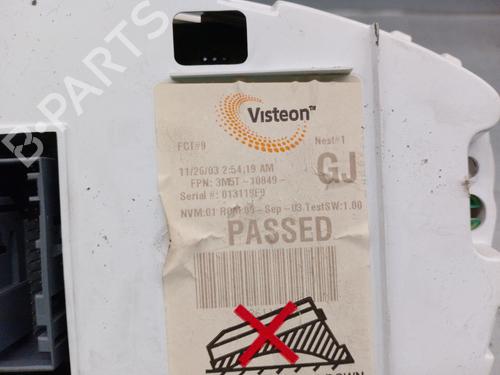 B-PARTS
Visteon™
FCT#9 Nest#1
11/26/03 2:54:19 AM
FPN: 3M5T-10849- GJ
Serial #: 013119E9
NVM:01 ROM:05-Sep-03.TestSW:1.00
PASSED